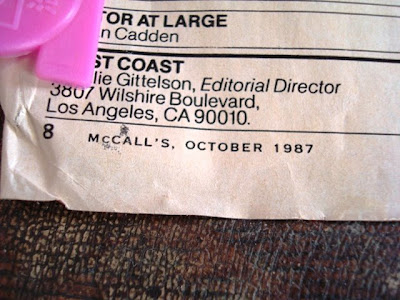 TOR AT LARGE
n Cadden
ST COAST
lie Gittelson, Editorial Director
3807 Wilshire Boulevard,
Los Angeles, CA 90010.
8 McCALL'S, OCTOBER 1987